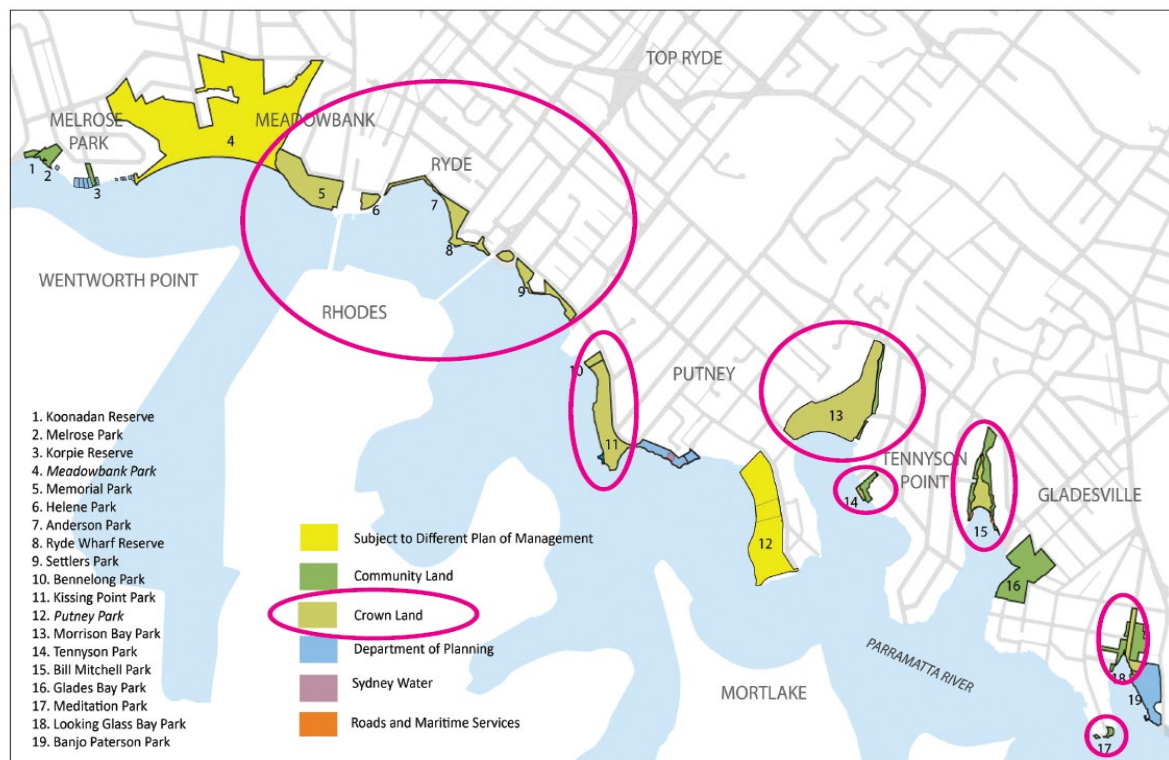 TOP RYDE
MELROSE
PARK
MEADOWBANK
4
1
2
3
RYDE
5
6
7
8
WENTWORTH POINT
RHODES
9
10
PUTNEY
11
13
TENNYSON
POINT
14
GLADESVILLE
15
12
16
PARRAMATTA RIVER
MORTLAKE
18
19
17
1. Koonadan Reserve
2. Melrose Park
3. Korpie Reserve
4. Meadowbank Park
5. Memorial Park
6. Helene Park
7. Anderson Park
8. Ryde Wharf Reserve
9. Settlers Park
10. Bennelong Park
11. Kissing Point Park
12. Putney Park
13. Morrison Bay Park
14. Tennyson Park
15. Bill Mitchell Park
16. Glades Bay Park
17. Meditation Park
18. Looking Glass Bay Park
19. Banjo Paterson Park
Subject to Different Plan of Management
Community Land
Crown Land
Department of Planning
Sydney Water
Roads and Maritime Services